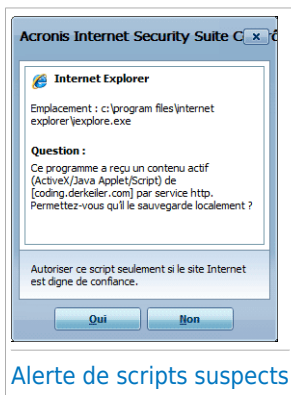 Acronis Internet Security Suite C
Internet Explorer
Emplacement : c:\program files\internet
explorer\iexplore.exe
Question :
Ce programme a reçu un contenu actif
(ActiveX/Java Applet/Script) de
[coding.derkeiler.com] par service http.
Permettez-vous qu'il le sauvegarde localement ?
Autoriser ce script seulement si le site Internet
est digne de confiance.
Oui Non
Alerte de scripts suspects